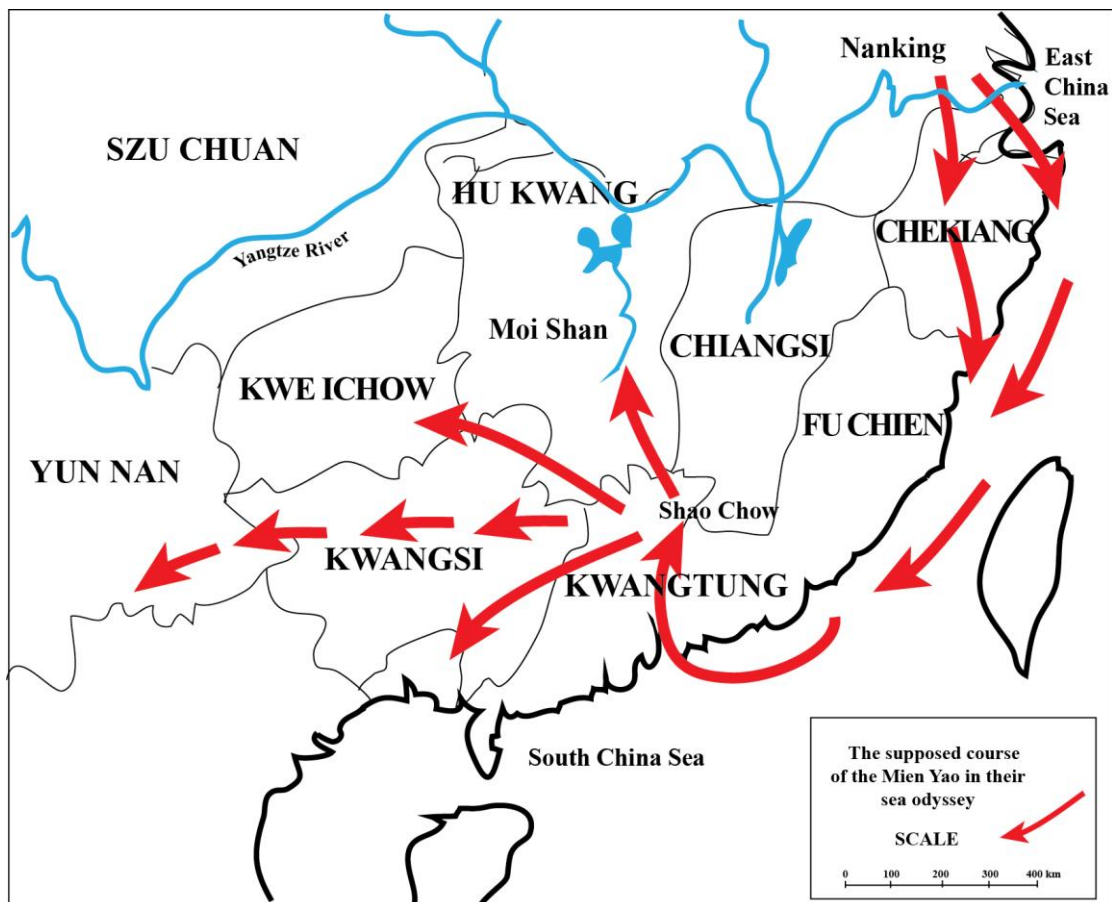 Nanking
East
China
Sea
SZU CHUAN
HU KWANG
CHEKIANG
Yangtze River
Moi Shan
CHIANGSI
KWE ICHOW
FU CHIEN
YUN NAN
Shao Chow
KWANGSI
KWANGTUNG
South China Sea
The supposed course
of the Mien Yao in their
sea odyssey
SCALE
0 100 200 300 400 km